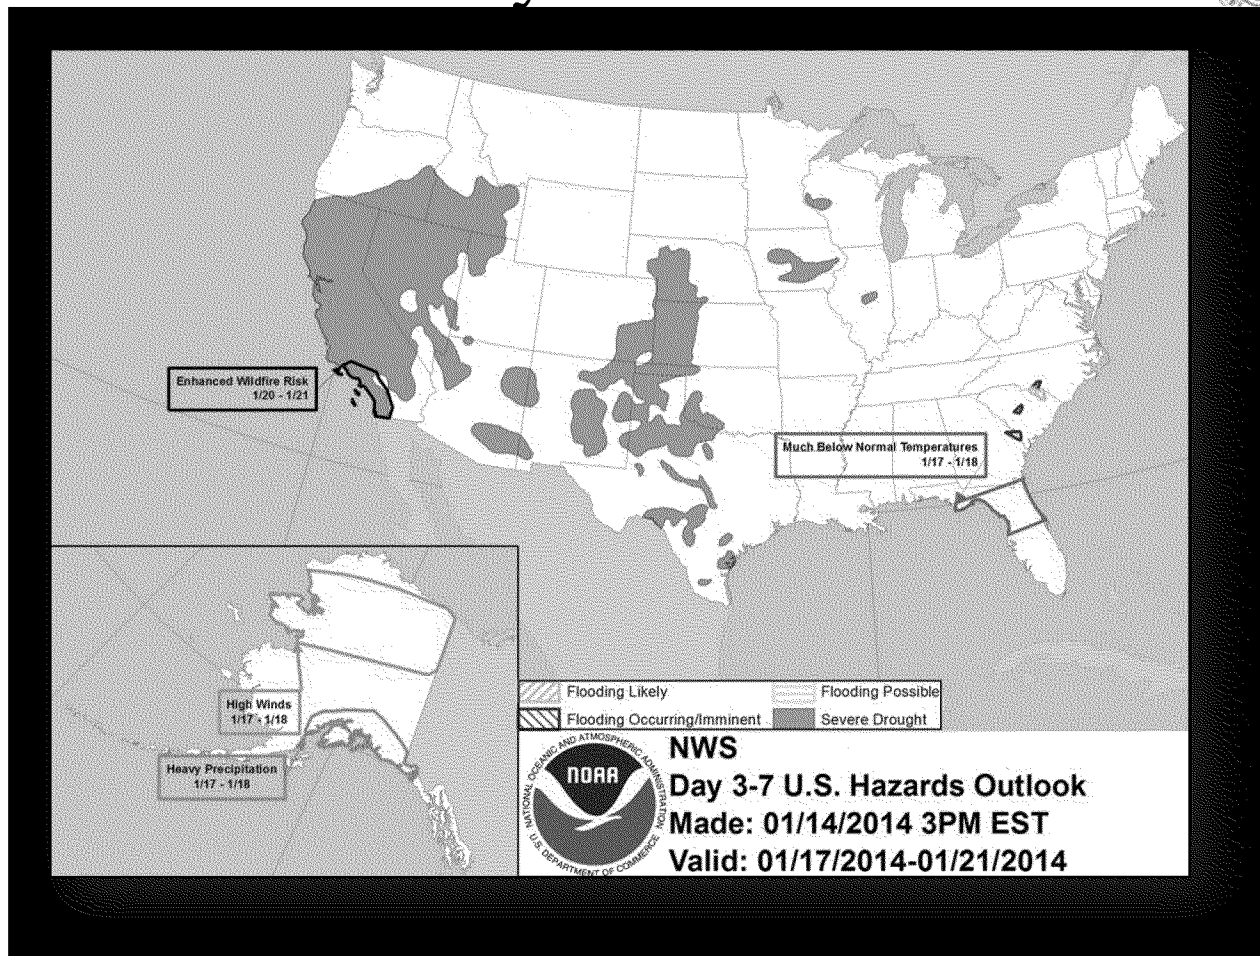 Enhanced Wildfire Risk
1/20 - 1/21
Much Below Normal Temperatures
1/17 - 1/18
High Winds
1/17 - 1/18
Heavy Precipitation
1/17 - 1/18
Flooding Likely
Flooding Possible
Flooding Occurring/Imminent
Severe Drought
NATIONAL OCEANIC AND ATMOSPHERIC ADMINISTRATION
NOAA
U.S. DEPARTMENT OF COMMERCE
NWS
Day 3-7 U.S. Hazards Outlook
Made: 01/14/2014 3PM EST
Valid: 01/17/2014-01/21/2014